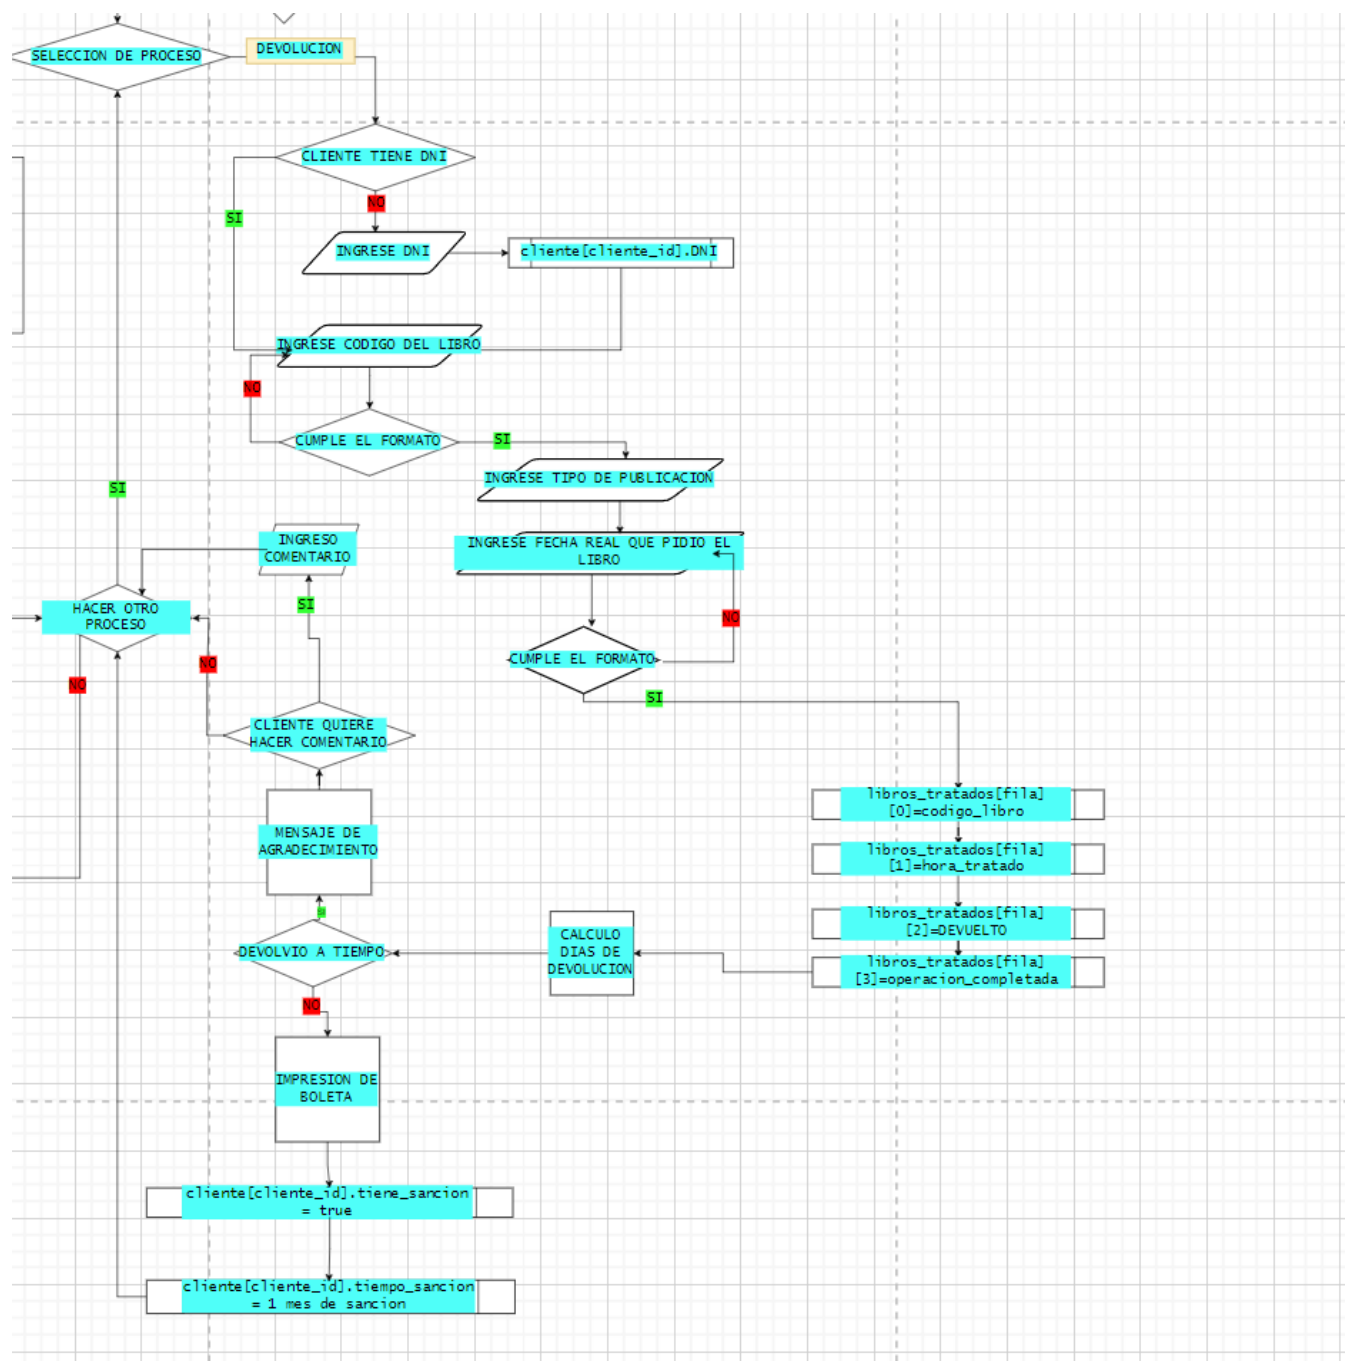 SELECCION DE PROCESO
DEVOLUCION
CLIENTE TIENE DNI
NO
SI
INGRESE DNI
cliente[cliente_id].DNI
INGRESE CODIGO DEL LIBRO
NO
CUMPLE EL FORMATO
SI
INGRESE TIPO DE PUBLICACION
SI
INGRESO
COMENTARIO
INGRESE FECHA REAL QUE PIDIO EL
LIBRO
SI
HACER OTRO
PROCESO
NO
NO
CUMPLE EL FORMATO
NO
SI
CLIENTE QUIERE
HACER COMENTARIO
libros_tratados[fila]
[0]=codigo_libro
MENSAJE DE
AGRADECIMIENTO
libros_tratados[fila]
[1]=hora_tratado
SI
libros_tratados[fila]
[2]=DEVUELTO
DEVOLVIO A TIEMPO
CALCULO
DIAS DE
DEVOLUCION
libros_tratados[fila]
[3]=operacion_completada
NO
IMPRESION DE
BOLETA
cliente[cliente_id].tiene_sancion
= true
cliente[cliente_id].tiempo_sancion
= 1 mes de sancion